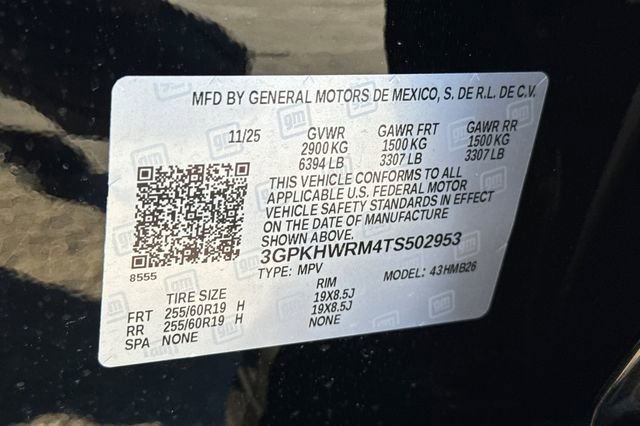 MFD BY GENERAL MOTORS DE MEXICO, S. DE R.L. DE C.V.
11/25 GVWR GAWR FRT GAWR RR
2900 KG 1500 KG 1500 KG
6394 LB 3307 LB 3307 LB
THIS VEHICLE CONFORMS TO ALL
APPLICABLE U.S. FEDERAL MOTOR
VEHICLE SAFETY STANDARDS IN EFFECT
ON THE DATE OF MANUFACTURE
SHOWN ABOVE.
3GPKHWRM4TS502953
8555 TYPE: MPV MODEL: 43HMB26
TIRE SIZE RIM
FRT 255/60R19 H 19X8.5J
RR 255/60R19 H 19X8.5J
SPA NONE NONE